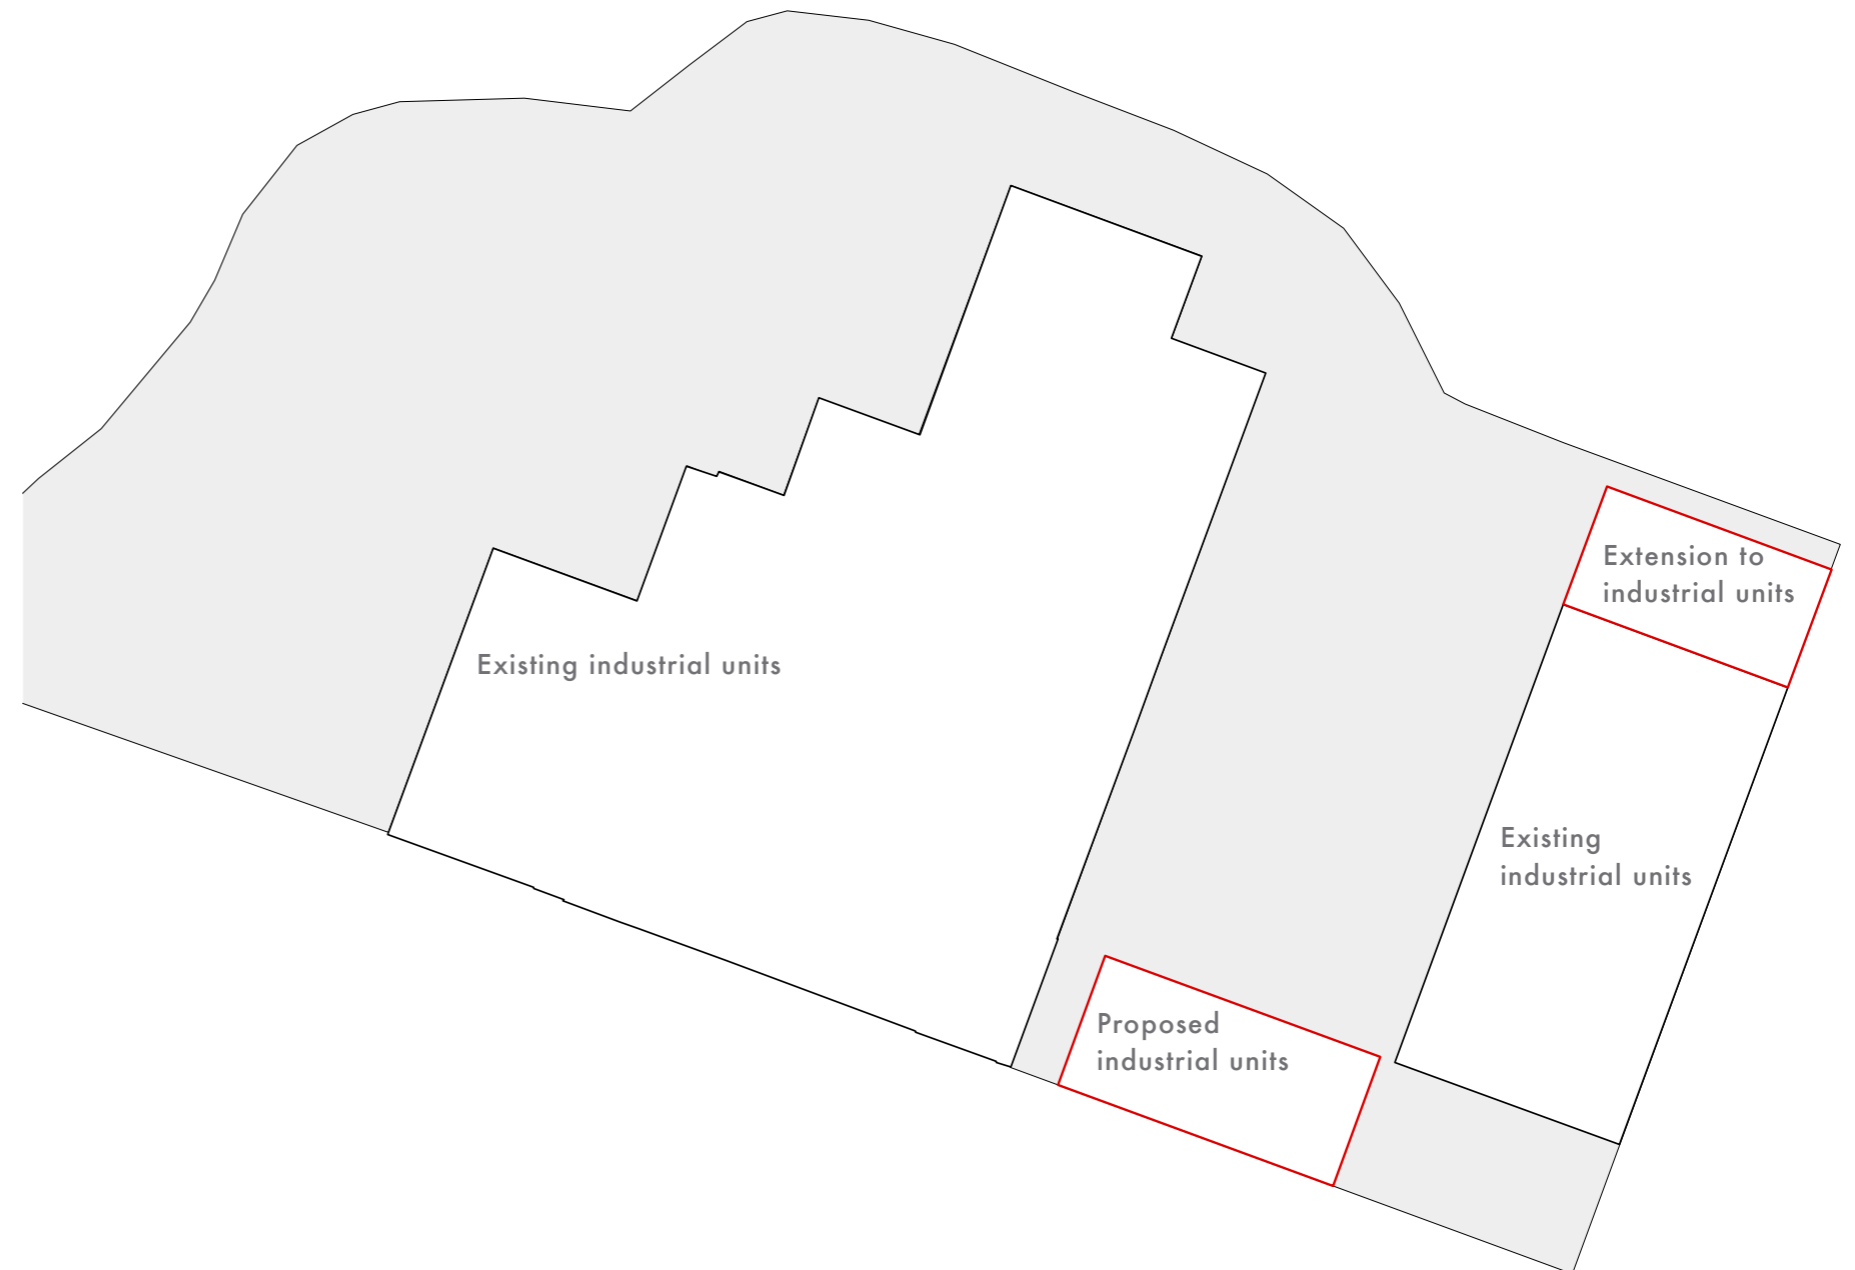 Extension to
industrial units
Existing industrial units
Existing
industrial units
Proposed
industrial units